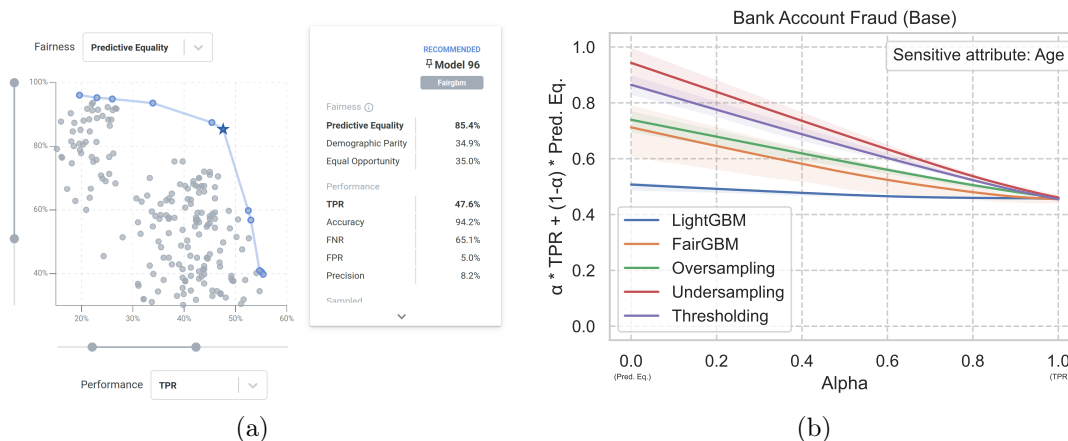 Fairness
Predictive Equality
100%
80%
60%
40%
20%
30%
40%
50%
60%
Performance
TPR
RECOMMENDED
Model 96
Fairgbm
Fairness
Predictive Equality 85.4%
Demographic Parity 34.9%
Equal Opportunity 35.0%
Performance
TPR 47.6%
Accuracy 94.2%
FNR 65.1%
FPR 5.0%
Precision 8.2%
Sampled
(a)
Bank Account Fraud (Base)
Sensitive attribute: Age
α * TPR + (1-α) * Pred. Eq.
1.0
0.8
0.6
0.4
0.2
0.0
LightGBM
FairGBM
Oversampling
Undersampling
Thresholding
0.0 0.2 0.4 0.6 0.8 1.0
(Pred. Eq.) (TPR
Alpha
(b)